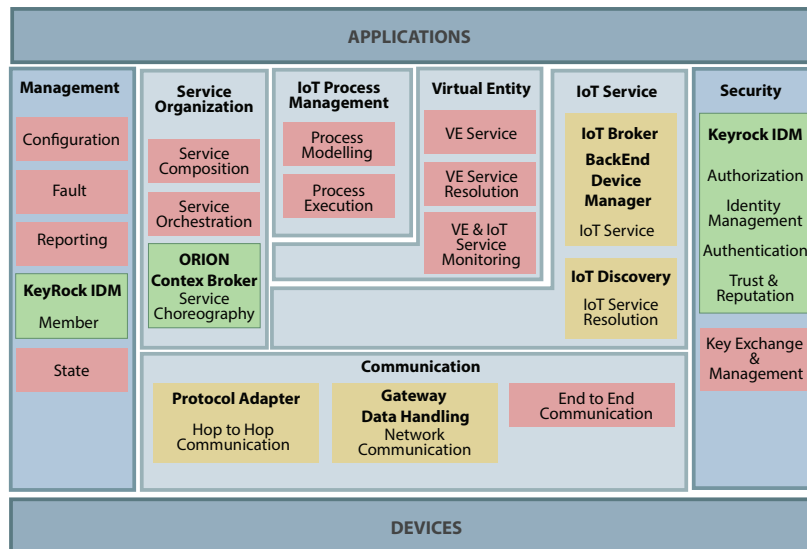 APPLICATIONS
Management
Configuration
Fault
Reporting
KeyRock IDM
Member
State
Service
Organization
Service
Composition
Service
Orchestration
ORION
Contex Broker
Service
Choreography
IoT Process
Management
Process
Modelling
Process
Execution
Virtual Entity
VE Service
VE Service
Resolution
VE & IoT
Service
Monitoring
IoT Service
IoT Broker
BackEnd
Device
Manager
IoT Service
IoT Discovery
IoT Service
Resolution
Communication
Protocol Adapter
Hop to Hop
Communication
Gateway
Data Handling
Network
Communication
End to End
Communication
Security
Keyrock IDM
Authorization
Identity
Management
Authentication
Trust &
Reputation
Key Exchange
&
Management
DEVICES